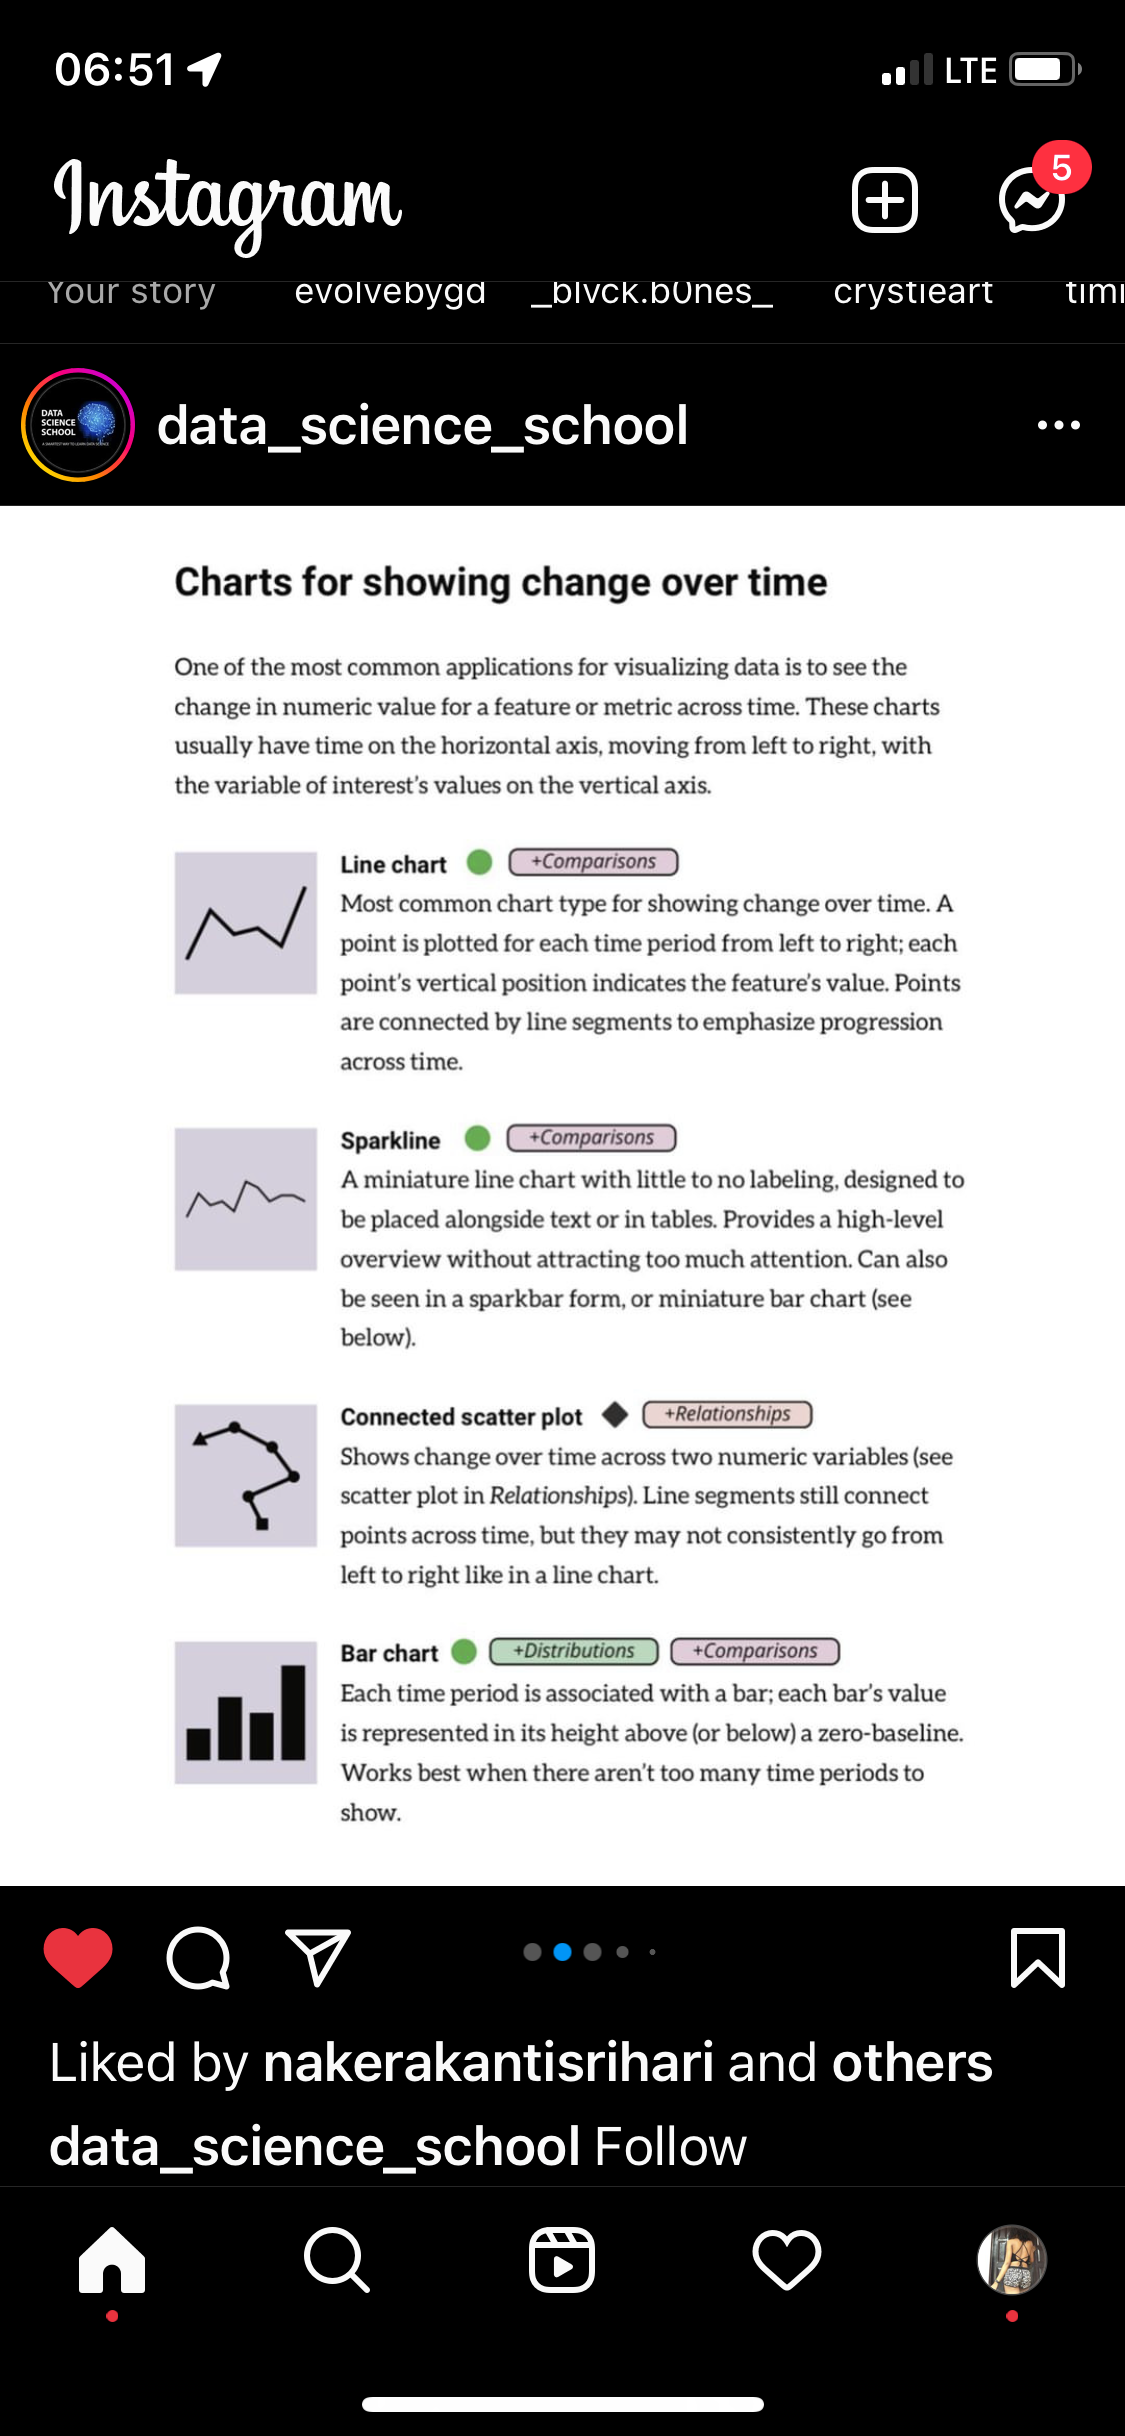 06:51 LTE
Instagram
5
Your story evolvebygd _blvck.b0nes_ crystieart
DATA
SCIENCE
SCHOOL
data_science_school
Charts for showing change over time
One of the most common applications for visualizing data is to see the
change in numeric value for a feature or metric across time. These charts
usually have time on the horizontal axis, moving from left to right, with
the variable of interest's values on the vertical axis.
Line chart +Comparisons
Most common chart type for showing change over time. A
point is plotted for each time period from left to right; each
point's vertical position indicates the feature's value. Points
are connected by line segments to emphasize progression
across time.
Sparkline +Comparisons
A miniature line chart with little to no labeling, designed to
be placed alongside text or in tables. Provides a high-level
overview without attracting too much attention. Can also
be seen in a sparkbar form, or miniature bar chart (see
below).
Connected scatter plot +Relationships
Shows change over time across two numeric variables (see
scatter plot in Relationships). Line segments still connect
points across time, but they may not consistently go from
left to right like in a line chart.
Bar chart +Distributions +Comparisons
Each time period is associated with a bar; each bar's value
is represented in its height above (or below) a zero-baseline.
Works best when there aren't too many time periods to
show.
Liked by nakerakantisrihari and others
data_science_school Follow